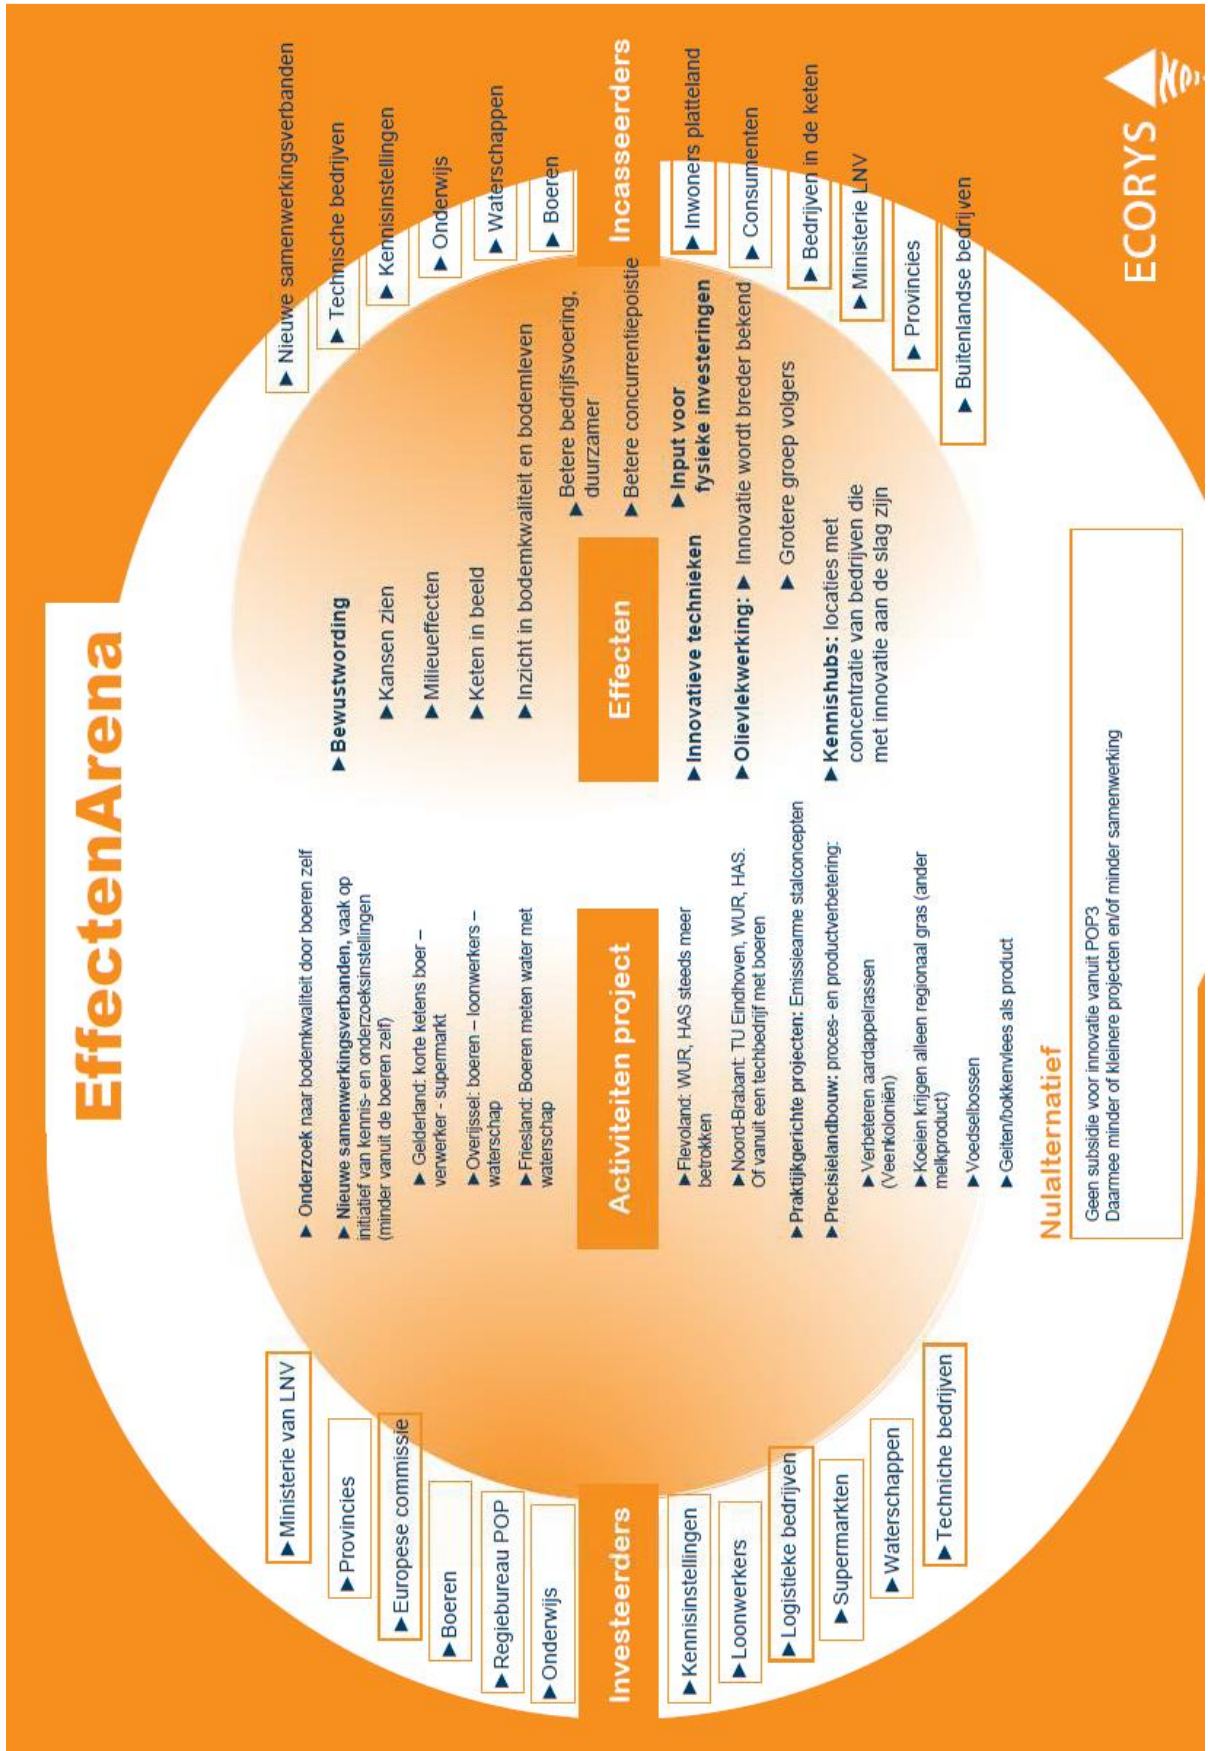 EffectenArena
Investeerders
►Ministerie van LNV
►Provincies
►Europese commissie
►Boeren
►Regiebureau POP
►Onderwijs
►Kennisinstellingen
►Loonwerkers
►Logistieke bedrijven
►Supermarkten
►Waterschappen
►Techniche bedrijven
Activiteiten project
► Onderzoek naar bodemkwaliteit door boeren zelf
► Nieuwe samenwerkingsverbanden, vaak op
initiatief van kennis- en onderzoeksinstellingen
(minder vanuit de boeren zelf)
► Gelderland: korte ketens boer –
verwerker - supermarkt
►Overijssel: boeren – loonwerkers –
waterschap
► Friesland: Boeren meten water met
waterschap
►Flevoland: WUR, HAS steeds meer
betrokken
►Noord-Brabant: TU Eindhoven, WUR, HAS.
Of vanuit een techbedrijf met boeren
►Praktijkgerichte projecten: Emissiearme stalconcepten
►Precisielandbouw: proces- en productverbetering:
►Verbeteren aardappelrassen
(Veenkoloniën)
►Koeien krijgen alleen regionaal gras (ander
melkproduct)
►Voedselbossen
►Geiten/bokkenvlees als product
Effecten
►Bewustwording
►Kansen zien
►Milieueffecten
►Keten in beeld
►Inzicht in bodemkwaliteit en bodemleven
► Betere bedrijfsvoering,
duurzamer
► Betere concurrentiepoistie
►Input voor
fysieke investeringen
►Innovatieve technieken
►Olievlekwerking: ► Innovatie wordt breder bekend
► Grotere groep volgers
►Kennishubs: locaties met
concentratie van bedrijven die
met innovatie aan de slag zijn
Incasseerders
► Nieuwe samenwerkingsverbanden
► Technische bedrijven
►Kennisinstellingen
►Onderwijs
►Waterschappen
►Boeren
►Inwoners platteland
►Consumenten
►Bedrijven in de keten
►Ministerie LNV
►Provincies
►Buitenlandse bedrijven
Nulalternatief
Geen subsidie voor innovatie vanuit POP3
Daarmee minder of kleinere projecten en/of minder samenwerking
ECORYS